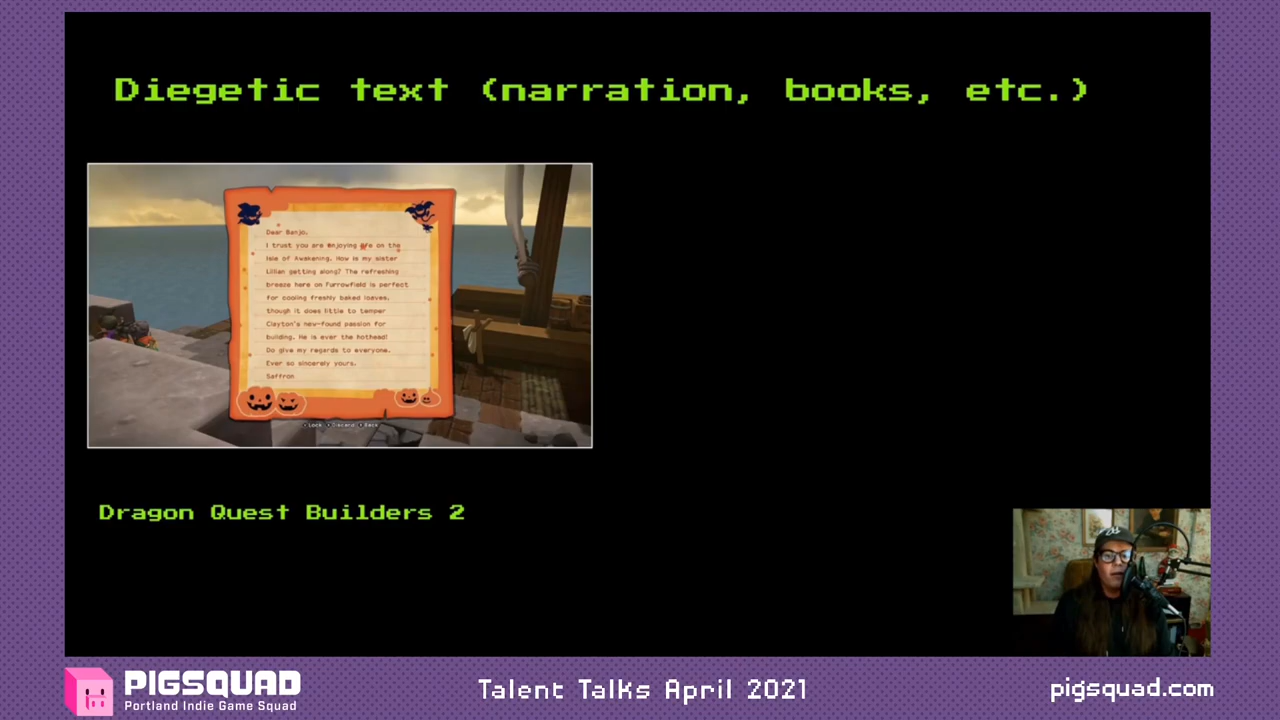 Diegetic text (narration, books, etc.)
Dear Banjo,
I trust you are enjoying life on the
Isle of Awakening. How is my sister
Lillian getting along? The refreshing
breeze here on Furrowfield is perfect
for cooling freshly baked loaves,
though it does little to temper
Clayton's new-found passion for
building. He is ever the hothead!
Do give my regards to everyone.
Ever so sincerely yours,
Saffron
Lock Discard Back
Dragon Quest Builders 2
PIGSQUAD
Portland Indie Game Squad
Talent Talks April 2021
pigsquad.com